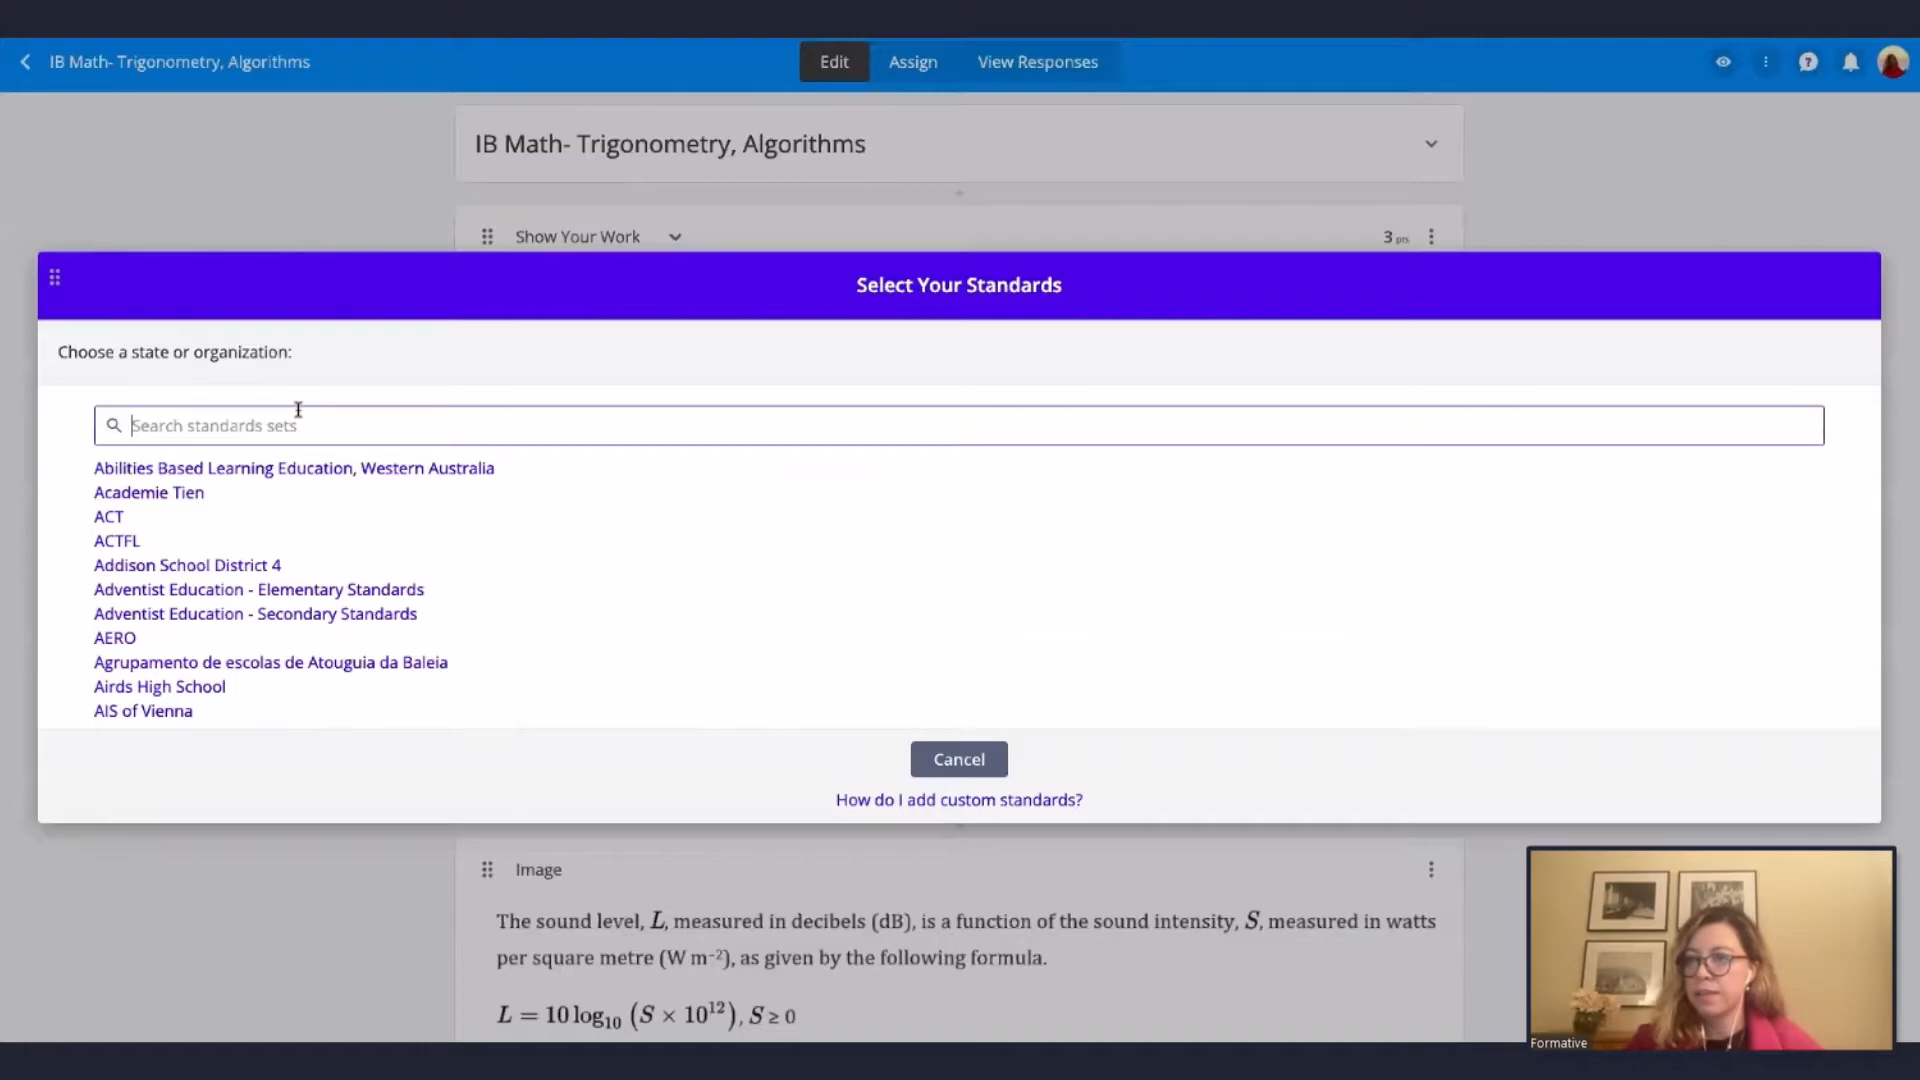 IB Math- Trigonometry, Algorithms
Edit
Assign
View Responses
IB Math- Trigonometry, Algorithms
Show Your Work
3 pts
Select Your Standards
Choose a state or organization:
Search standards sets
Abilities Based Learning Education, Western Australia
Academie Tien
ACT
ACTFL
Addison School District 4
Adventist Education - Elementary Standards
Adventist Education - Secondary Standards
AERO
Agrupamento de escolas de Atouguia da Baleia
Airds High School
AIS of Vienna
Cancel
How do I add custom standards?
Image
The sound level, L, measured in decibels (dB), is a function of the sound intensity, S, measured in watts
per square metre (W m⁻²), as given by the following formula.
L = 10 log₁₀ (S × 10¹²), S ≥ 0
Formative